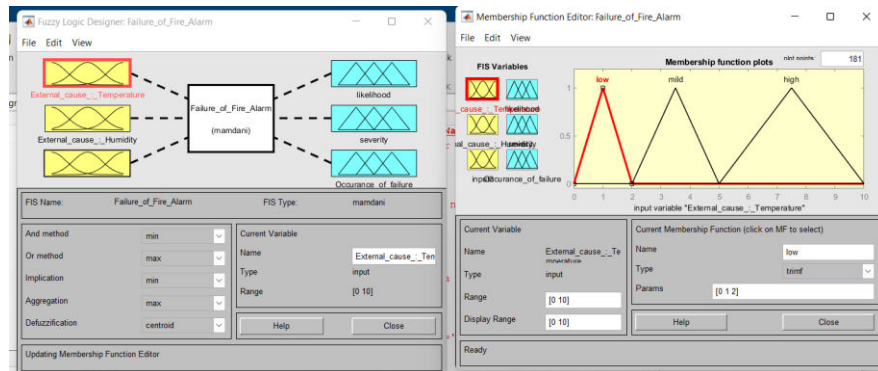 Fuzzy Logic Designer: Failure_of_Fire_Alarm
File Edit View
External_cause_:_Temperature
External_cause_:_Humidity
Failure_of_Fire_Alarm
(mamdani)
likelihood
severity
Occurance_of_failure
FIS Name: Failure_of_Fire_Alarm FIS Type: mamdani
And method min
Or method max
Implication min
Aggregation max
Defuzzification centroid
Current Variable
Name External_cause_:_Ten
Type input
Range [0 10]
Help Close
Updating Membership Function Editor
Membership Function Editor: Failure_of_Fire_Alarm
File Edit View
FIS Variables
Membership function plots plot points: 181
low mild high
1
0.5
0
0 1 2 3 4 5 6 7 8 9 10
input variable "External_cause_:_Temperature"
Current Variable
Name External_cause_:_Te
mperature
Type input
Range [0 10]
Display Range [0 10]
Current Membership Function (click on MF to select)
Name low
Type trimf
Params [0 1 2]
Help Close
Ready